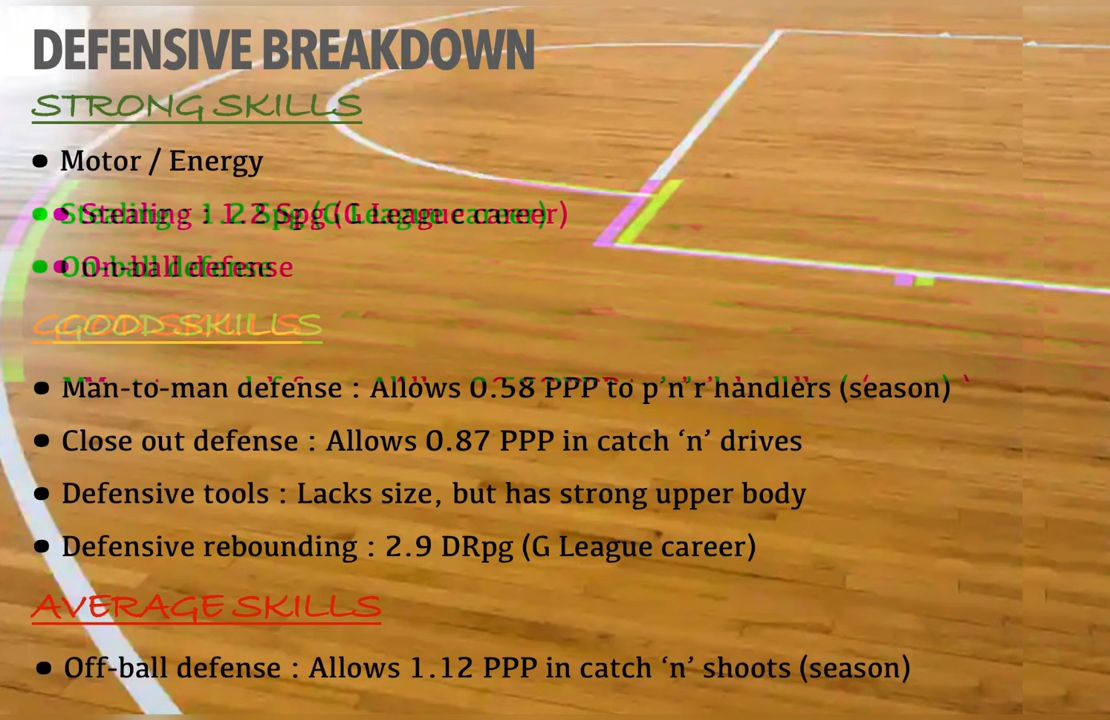 DEFENSIVE BREAKDOWN
STRONG SKILLS
• Motor / Energy
• Stealing : 1.2 Spg (G League career)
• On-ball defense
GOOD SKILLS
• Man-to-man defense : Allows 0.58 PPP to p'n'r handlers (season)
• Close out defense : Allows 0.87 PPP in catch ‘n’ drives
• Defensive tools : Lacks size, but has strong upper body
• Defensive rebounding : 2.9 DRpg (G League career)
AVERAGE SKILLS
• Off-ball defense : Allows 1.12 PPP in catch ‘n’ shoots (season)